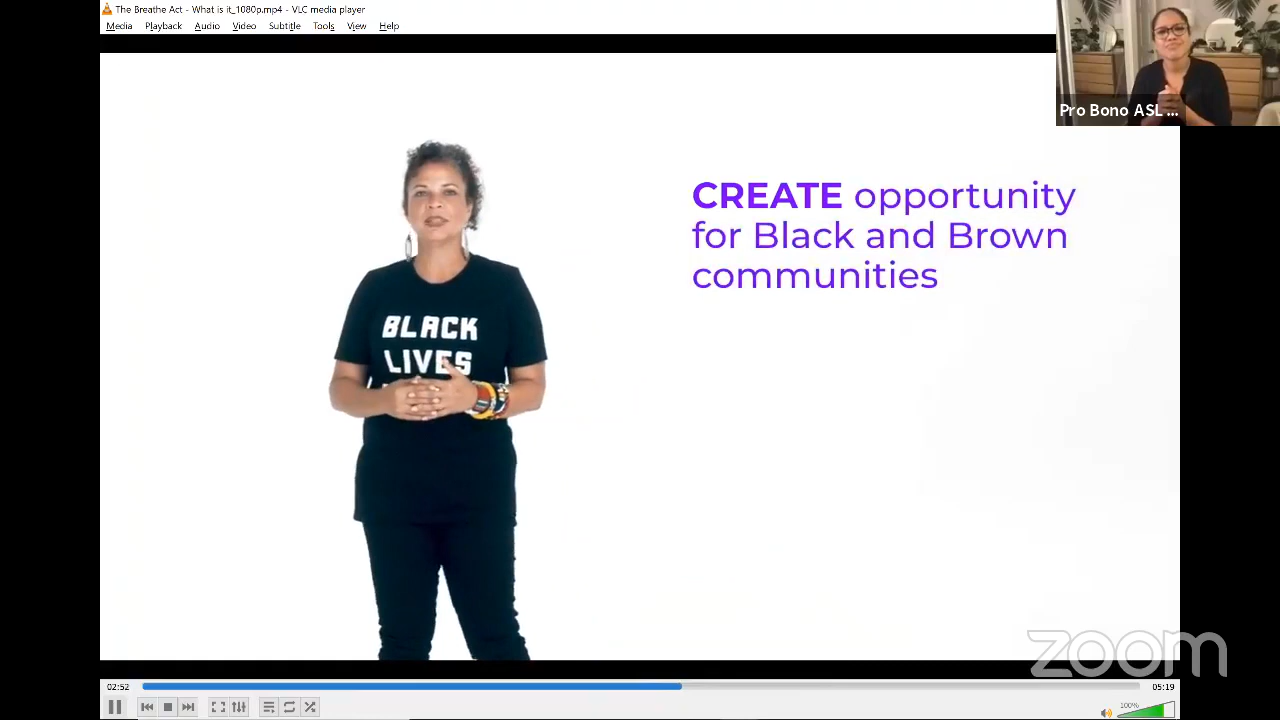 The Breathe Act - What is it_1080p.mp4 - VLC media player
Media Playback Audio Video Subtitle Tools View Help
Pro Bono ASL ...
CREATE opportunity
for Black and Brown
communities
BLACK
LIVES
zoom
02:52
05:19
100%